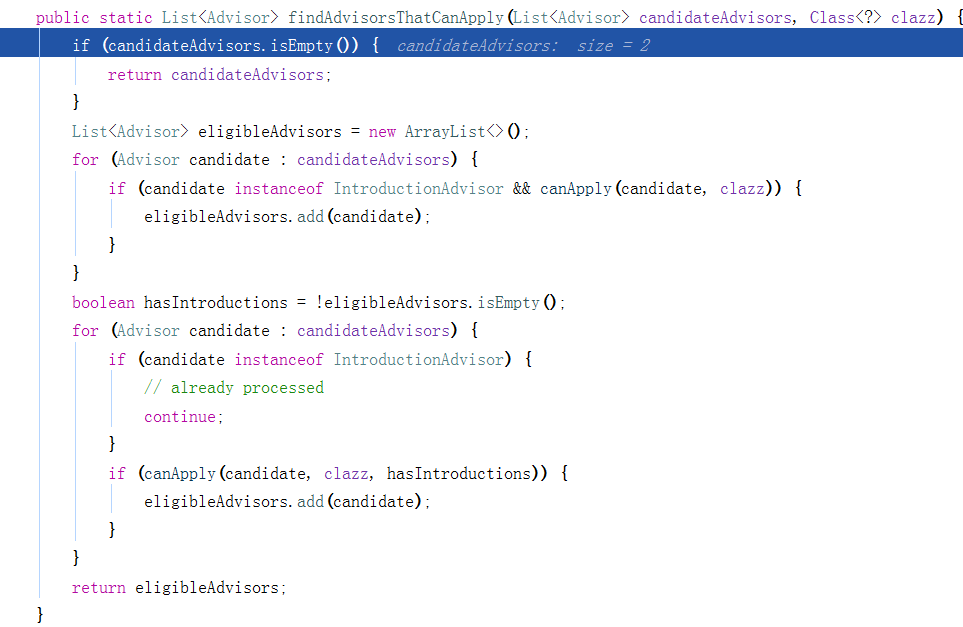 public static List<Advisor> findAdvisorsThatCanApply(List<Advisor> candidateAdvisors, Class<?> clazz) {
    if (candidateAdvisors.isEmpty()) {  candidateAdvisors:  size = 2
        return candidateAdvisors;
    }
    List<Advisor> eligibleAdvisors = new ArrayList<>();
    for (Advisor candidate : candidateAdvisors) {
        if (candidate instanceof IntroductionAdvisor && canApply(candidate, clazz)) {
            eligibleAdvisors.add(candidate);
        }
    }
    boolean hasIntroductions = !eligibleAdvisors.isEmpty();
    for (Advisor candidate : candidateAdvisors) {
        if (candidate instanceof IntroductionAdvisor) {
            // already processed
            continue;
        }
        if (canApply(candidate, clazz, hasIntroductions)) {
            eligibleAdvisors.add(candidate);
        }
    }
    return eligibleAdvisors;
}